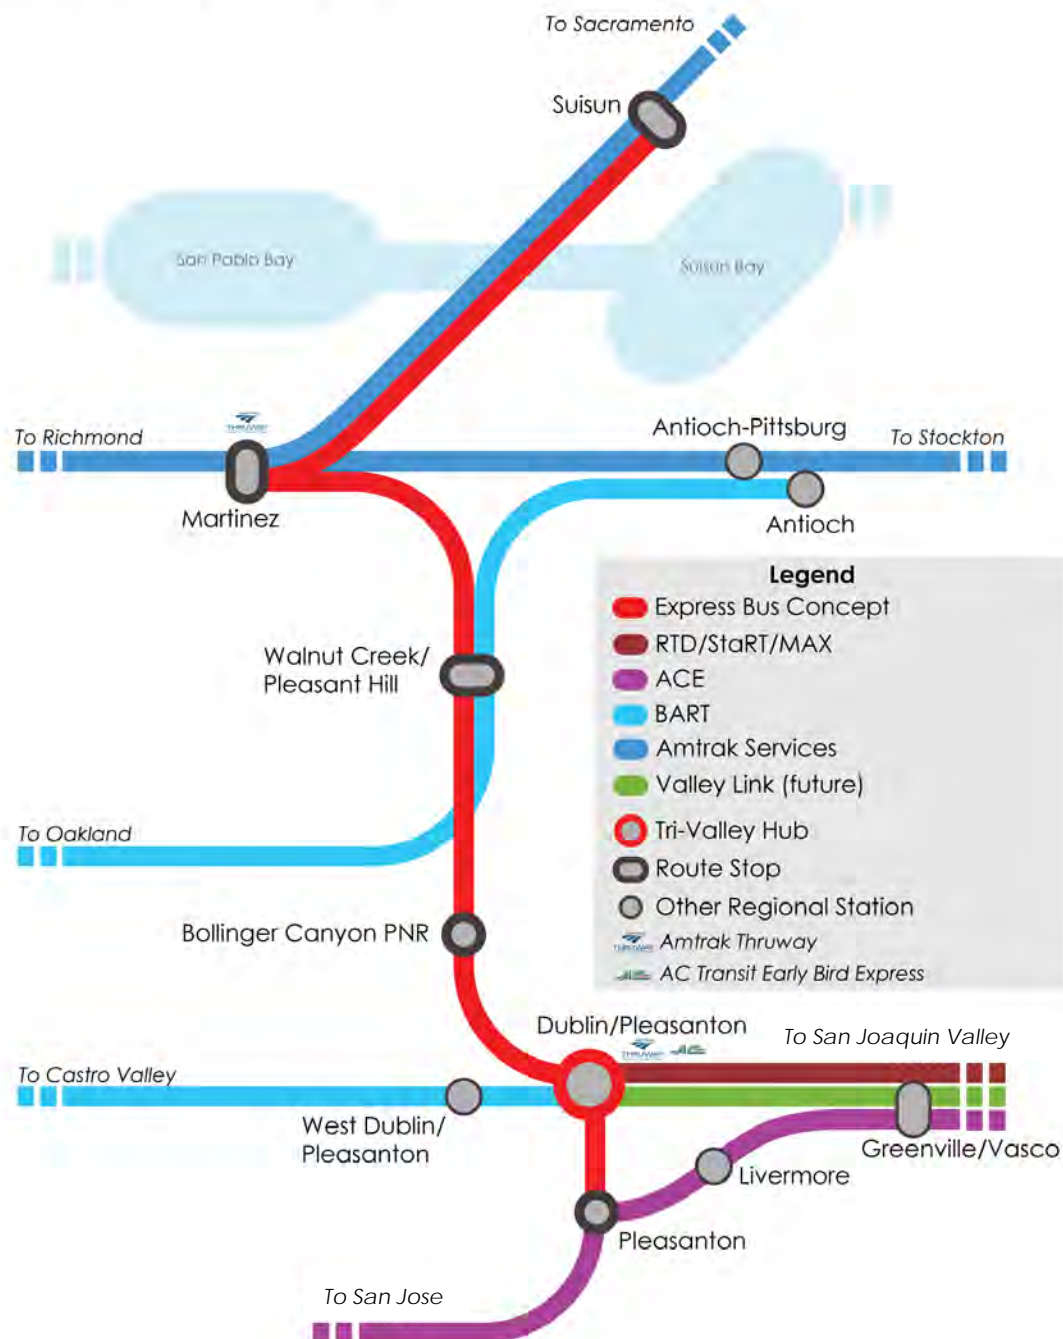 To Sacramento
Suisun
San Pablo Bay
Suisun Bay
To Richmond
THRUWAY
Martinez
Antioch-Pittsburg
To Stockton
Antioch
Walnut Creek/
Pleasant Hill
Legend
Express Bus Concept
RTD/StaRT/MAX
ACE
BART
Amtrak Services
Valley Link (future)
Tri-Valley Hub
Route Stop
Other Regional Station
THRUWAY
Amtrak Thruway
AC Transit Early Bird Express
To Oakland
Bollinger Canyon PNR
Dublin/Pleasanton
THRUWAY
To San Joaquin Valley
To Castro Valley
West Dublin/
Pleasanton
Greenville/Vasco
Livermore
Pleasanton
To San Jose